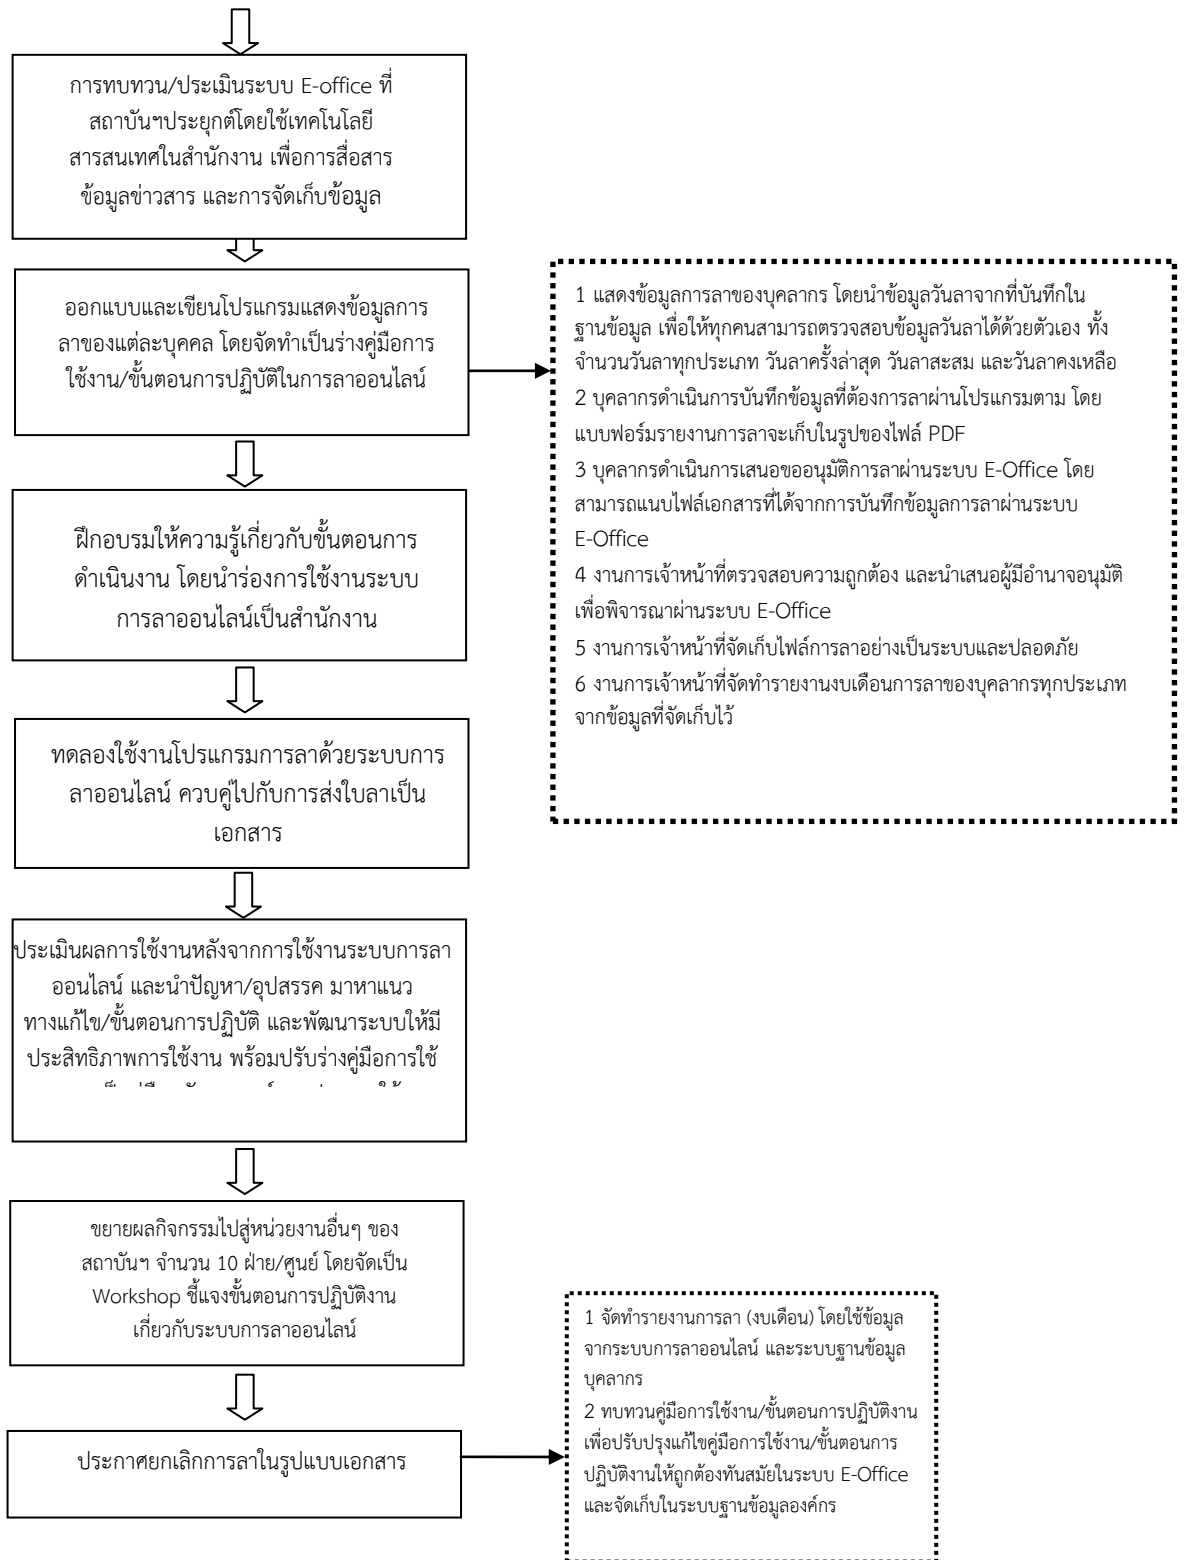 การทบทวน/ประเมินระบบ E-office ที่
สถาบันฯประยุกต์โดยใช้เทคโนโลยี
สารสนเทศในสำนักงาน เพื่อการสื่อสาร
ข้อมูลข่าวสาร และการจัดเก็บข้อมูล
ออกแบบและเขียนโปรแกรมแสดงข้อมูลการ
ลาของแต่ละบุคคล โดยจัดทำเป็นร่างคู่มือการ
ใช้งาน/ขั้นตอนการปฏิบัติในการลาออนไลน์
1 แสดงข้อมูลการลาของบุคลากร โดยนำข้อมูลวันลาจากที่บันทึกใน
ฐานข้อมูล เพื่อให้ทุกคนสามารถตรวจสอบข้อมูลวันลาได้ด้วยตัวเอง ทั้ง
จำนวนวันลาทุกประเภท วันลาครั้งล่าสุด วันลาสะสม และวันลาคงเหลือ
2 บุคลากรดำเนินการบันทึกข้อมูลที่ต้องการลาผ่านโปรแกรมตาม โดย
แบบฟอร์มรายงานการลาจะเก็บในรูปของไฟล์ PDF
3 บุคลากรดำเนินการเสนอขออนุมัติการลาผ่านระบบ E-Office โดย
สามารถแนบไฟล์เอกสารที่ได้จากการบันทึกข้อมูลการลาผ่านระบบ
E-Office
4 งานการเจ้าหน้าที่ตรวจสอบความถูกต้อง และนำเสนอผู้มีอำนาจอนุมัติ
เพื่อพิจารณาผ่านระบบ E-Office
5 งานการเจ้าหน้าที่จัดเก็บไฟล์การลาอย่างเป็นระบบและปลอดภัย
6 งานการเจ้าหน้าที่จัดทำรายงานงบเดือนการลาของบุคลากรทุกประเภท
จากข้อมูลที่จัดเก็บไว้
ฝึกอบรมให้ความรู้เกี่ยวกับขั้นตอนการ
ดำเนินงาน โดยนำร่องการใช้งานระบบ
การลาออนไลน์เป็นสำนักงาน
ทดลองใช้งานโปรแกรมการลาด้วยระบบการ
ลาออนไลน์ ควบคู่ไปกับการส่งใบลาเป็น
เอกสาร
ประเมินผลการใช้งานหลังจากการใช้งานระบบการลา
ออนไลน์ และนำปัญหา/อุปสรรค มาหาแนว
ทางแก้ไข/ขั้นตอนการปฏิบัติ และพัฒนาระบบให้มี
ประสิทธิภาพการใช้งาน พร้อมปรับร่างคู่มือการใช้
ขยายผลกิจกรรมไปสู่หน่วยงานอื่นๆ ของ
สถาบันฯ จำนวน 10 ฝ่าย/ศูนย์ โดยจัดเป็น
Workshop ชี้แจงขั้นตอนการปฏิบัติงาน
เกี่ยวกับระบบการลาออนไลน์
ประกาศยกเลิกการลาในรูปแบบเอกสาร
1 จัดทำรายงานการลา (งบเดือน) โดยใช้ข้อมูล
จากระบบการลาออนไลน์ และระบบฐานข้อมูล
บุคลากร
2 ทบทวนคู่มือการใช้งาน/ขั้นตอนการปฏิบัติงาน
เพื่อปรับปรุงแก้ไขคู่มือการใช้งาน/ขั้นตอนการ
ปฏิบัติงานให้ถูกต้องทันสมัยในระบบ E-Office
และจัดเก็บในระบบฐานข้อมูลองค์กร